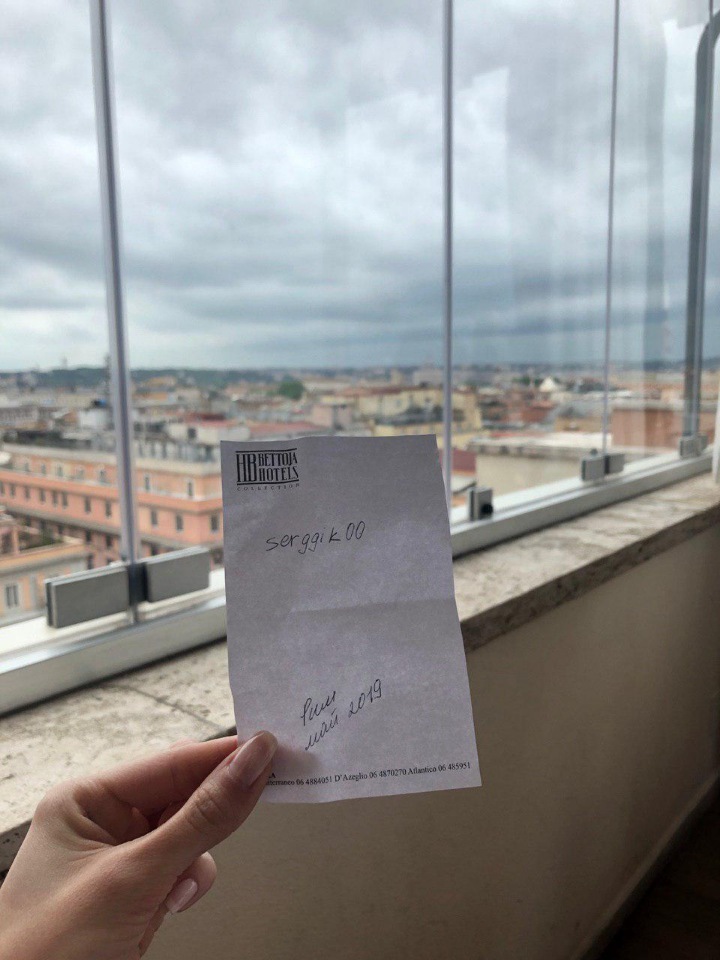 HB BETTOJA
HOTELS
COLLECTION
serggik00
Рим
май 2019
06 4884051 D'Azeglio 06 4870270 Atlantico 06 485951